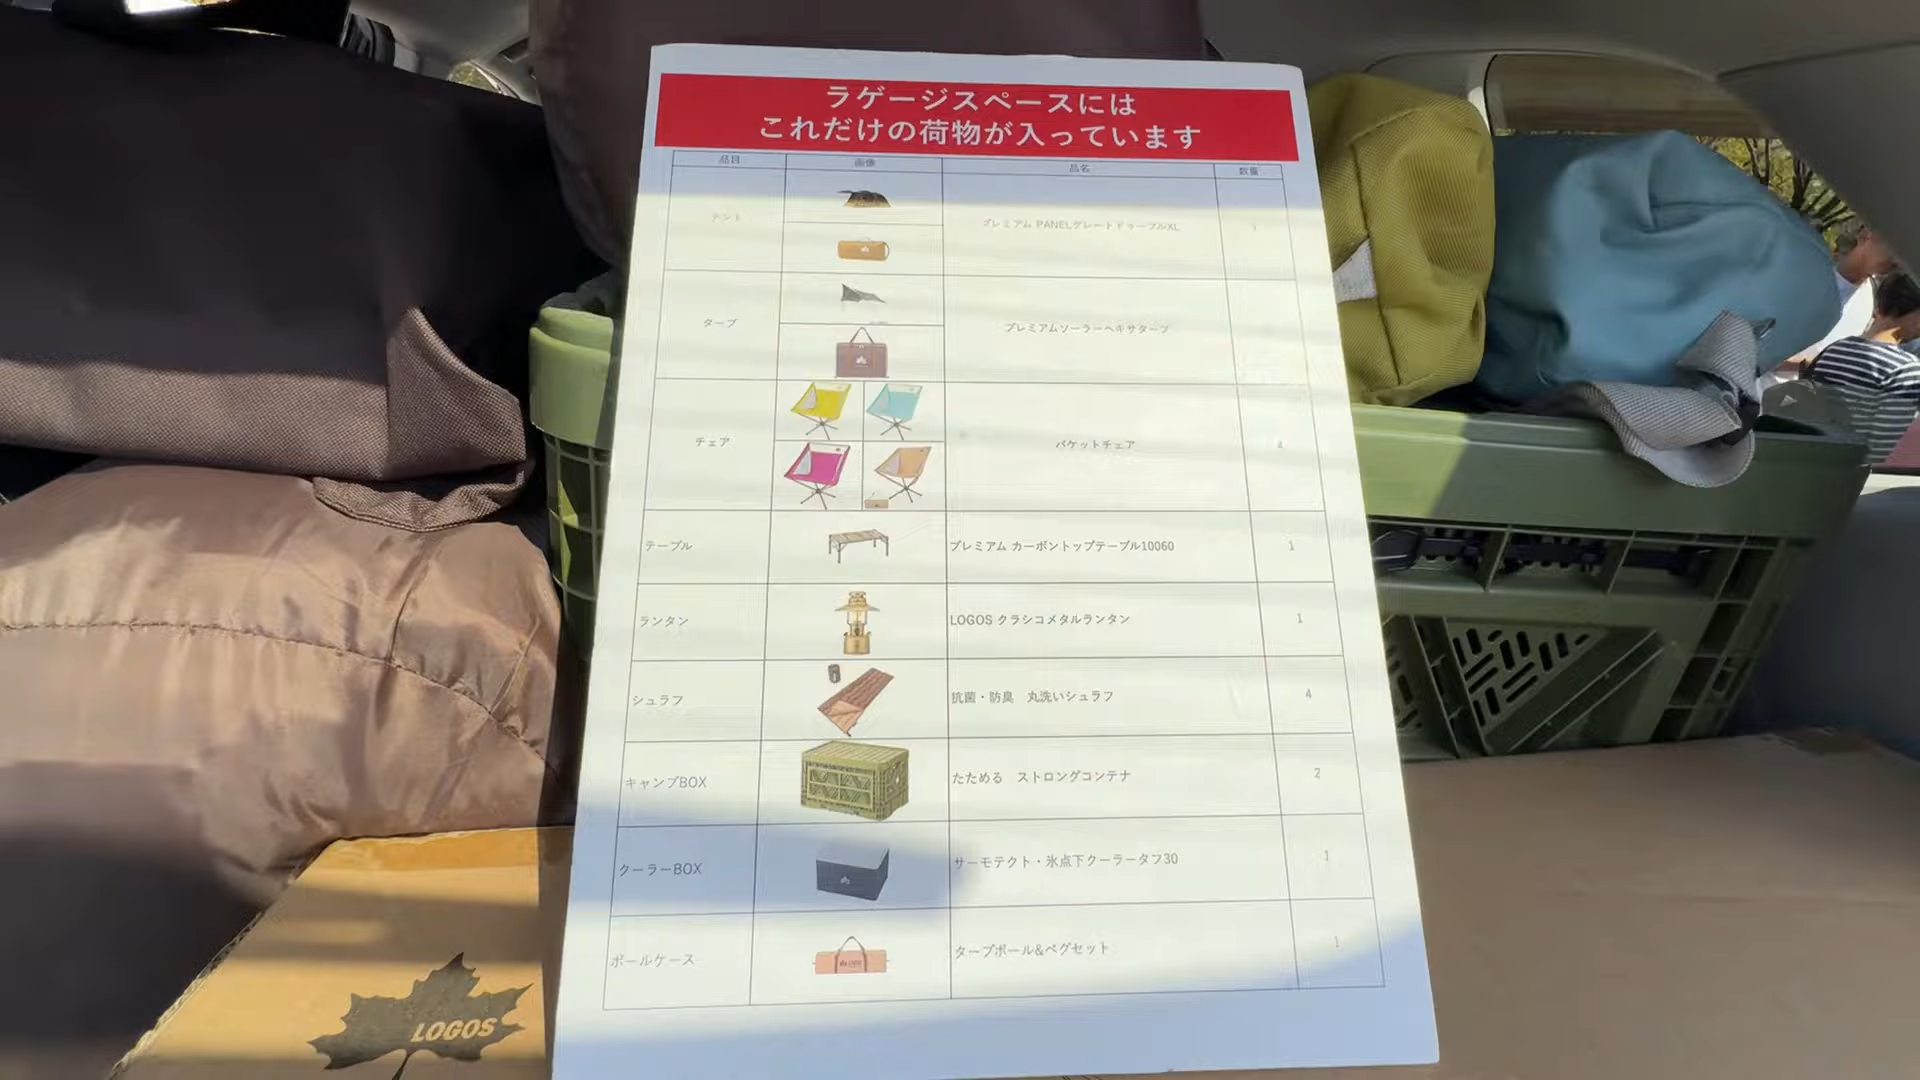 ラゲージスペースには
これだけの荷物が入っています
品目 画像 品名 数量
テント プレミアム PANELグレートドゥーブルXL 1
タープ プレミアムソーラーヘキサタープ
チェア バケットチェア 4
テーブル プレミアム カーボントップテーブル10060 1
ランタン LOGOS クラシコメタルランタン 1
シュラフ 抗菌・防臭 丸洗いシュラフ 4
キャンプBOX たためる ストロングコンテナ 2
クーラーBOX サーモテクト・氷点下クーラータフ30 1
ポールケース タープポール&ペグセット 1
LOGOS